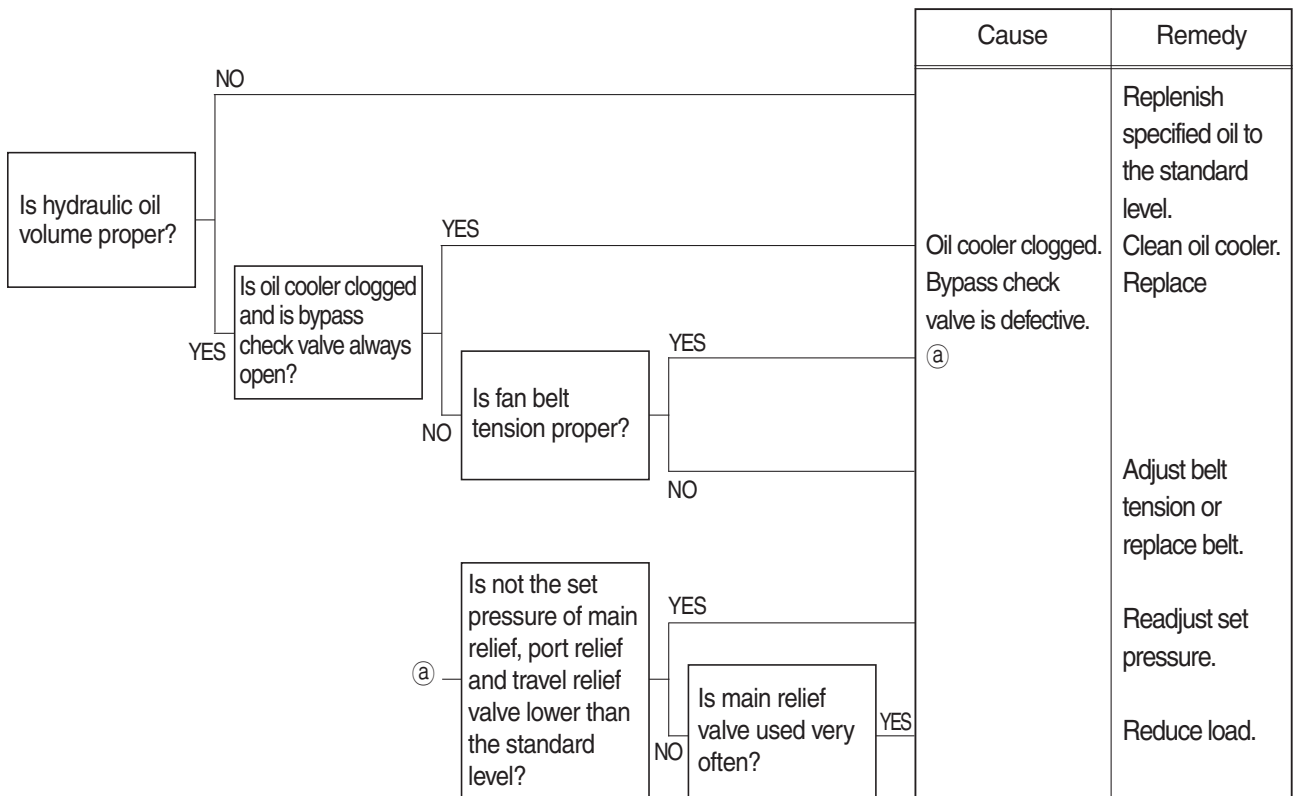 Cause
Remedy
NO
Replenish
specified oil to
the standard
level.
Is hydraulic oil
volume proper?
YES
Oil cooler clogged.
Clean oil cooler.
Bypass check
Replace
valve is defective.
ⓐ
YES
Is oil cooler clogged
and is bypass
check valve always
open?
YES
NO
Is fan belt
tension proper?
NO
Adjust belt
tension or
replace belt.
ⓐ
Is not the set
pressure of main
relief, port relief
and travel relief
valve lower than
the standard
level?
YES
Readjust set
pressure.
NO
Is main relief
valve used very
often?
YES
Reduce load.